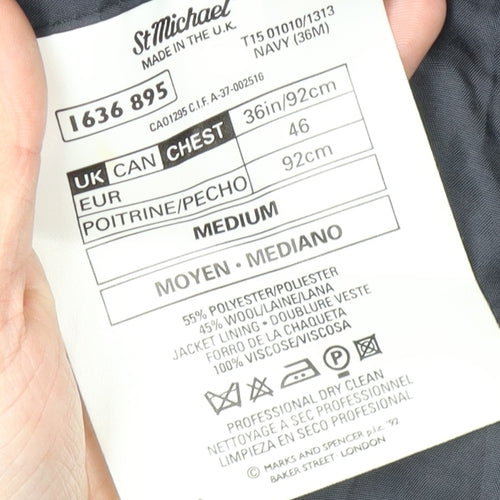 St Michael
MADE IN THE U.K.
T15 01010/1313
NAVY (36M)
1636 895
CA01295 C.I.F. A-37-002516
UK CAN CHEST 36in/92cm
EUR 46
POITRINE/PECHO 92cm
MEDIUM
MOYEN • MEDIANO
55% POLYESTER/POLIESTER
45% WOOL/LAINE/LANA
JACKET LINING • DOUBLURE VESTE
FORRO DE LA CHAQUETA
100% VISCOSE/VISCOSA
P
PROFESSIONAL DRY CLEAN
NETTOYAGE A SEC PROFESSIONNEL
LIMPIEZA EN SECO PROFESIONAL
© MARKS AND SPENCER p.l.c. '92
BAKER STREET · LONDON